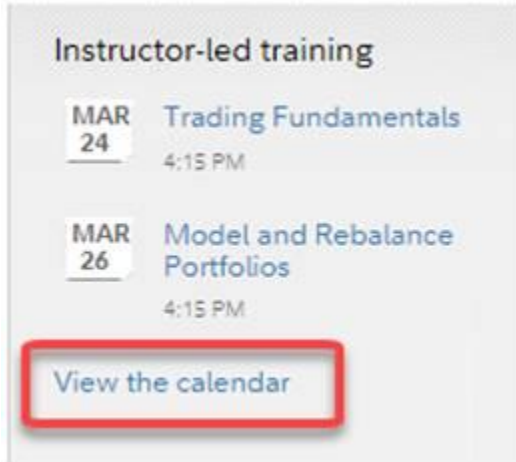 Instructor-led training
MAR
24
Trading Fundamentals
4:15 PM
MAR
26
Model and Rebalance
Portfolios
4:15 PM
View the calendar